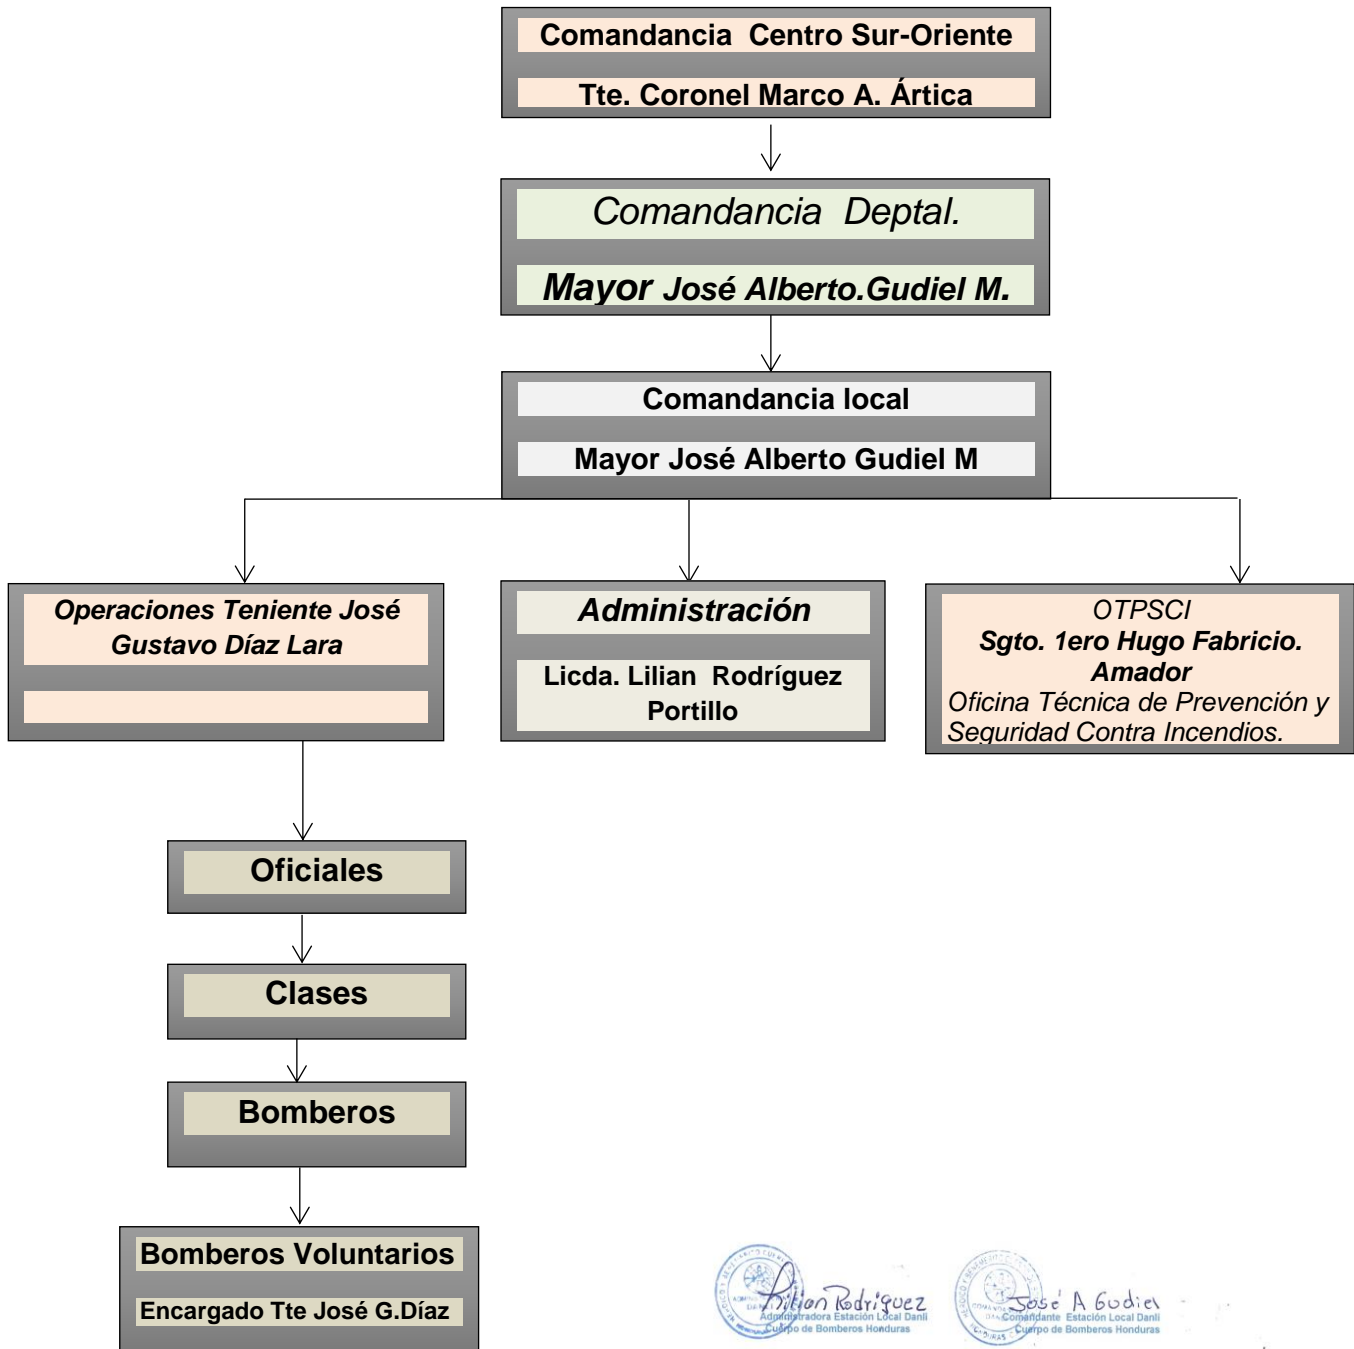 Comandancia Centro Sur-Oriente
Tte. Coronel Marco A. Ártica
Comandancia Deptal.
Mayor José Alberto.Gudiel M.
Comandancia local
Mayor José Alberto Gudiel M
Operaciones Teniente José
Gustavo Díaz Lara
Administración
Licda. Lilian Rodríguez
Portillo
OTPSCI
Sgto. 1ero Hugo Fabricio.
Amador
Oficina Técnica de Prevención y
Seguridad Contra Incendios.
Oficiales
Clases
Bomberos
Bomberos Voluntarios
Encargado Tte José G.Díaz
Lilian Rodríguez
Administradora Estación Local Danlí
Cuerpo de Bomberos Honduras
José A Gudiel
Comandante Estación Local Danlí
Cuerpo de Bomberos Honduras